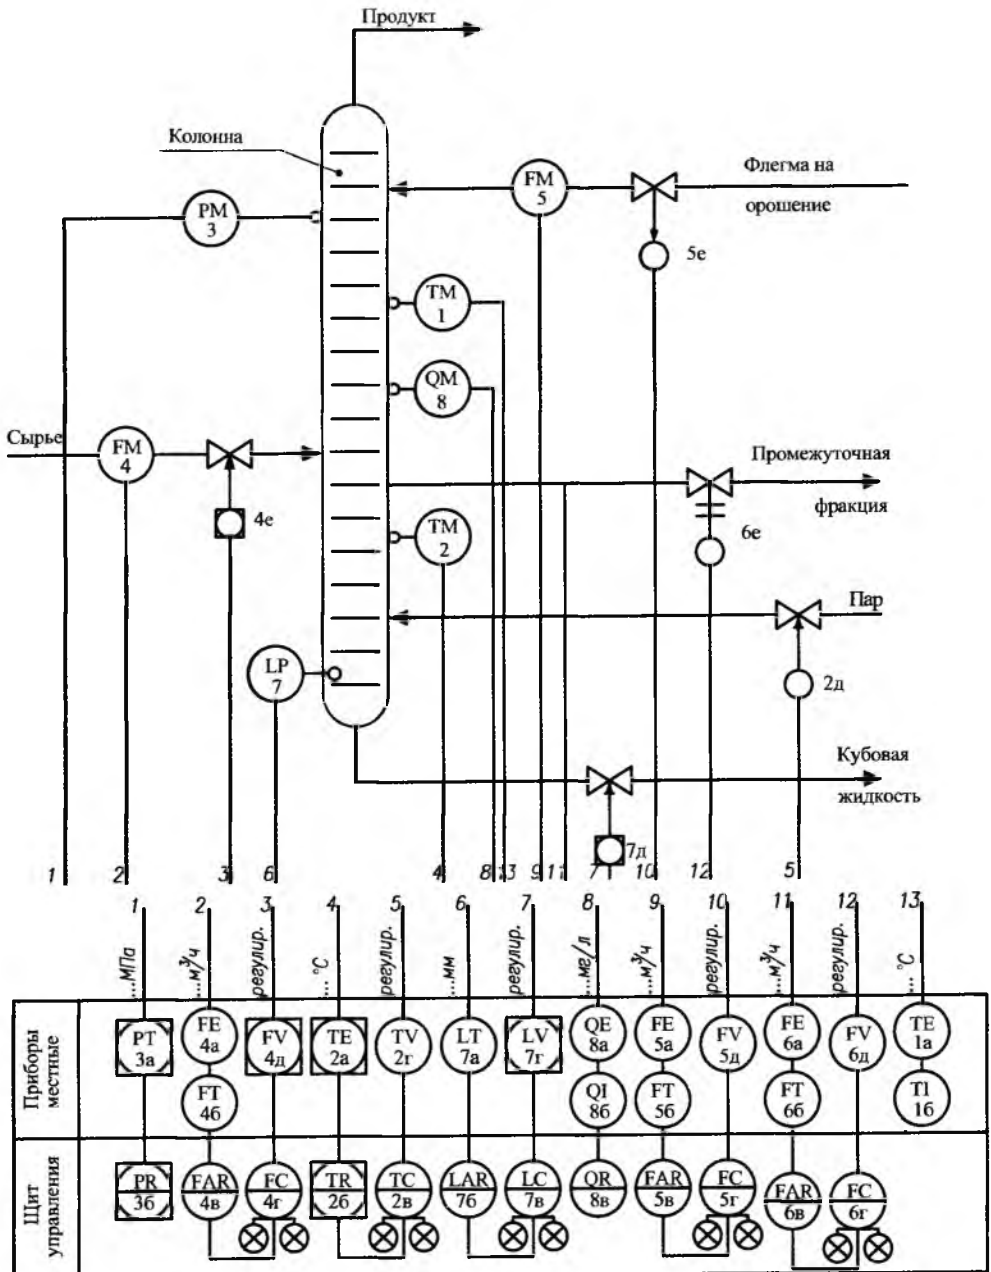 Продукт
Колонна
Флегма на
орошение
FM
5
PM
3
5е
TM
1
QM
8
Сырье
FM
4
Промежуточная
фракция
4е
TM
2
6е
Пар
LP
7
2д
Кубовая
жидкость
7д
1 2 3 6 4 8 13 9 11 7 10 12 5
1 2 3 4 5 6 7 8 9 10 11 12 13
...МПа
...м³/ч
регулир.
...°С
регулир.
...мм
регулир.
...мг/л
...м³/ч
регулир.
...м³/ч
регулир.
...°С
Приборы
местные
PT
3а
FE
4а
FV
4д
TE
2а
TV
2г
LT
7а
LV
7г
QE
8а
FE
5а
FV
5д
FE
6а
FV
6д
TE
1а
FT
4б
QI
8б
FT
5б
FT
6б
TI
1б
Щит
управления
PR
3б
FAR
4в
FC
4г
TR
2б
TC
2в
LAR
7б
LC
7в
QR
8в
FAR
5в
FC
5г
FAR
6в
FC
6г